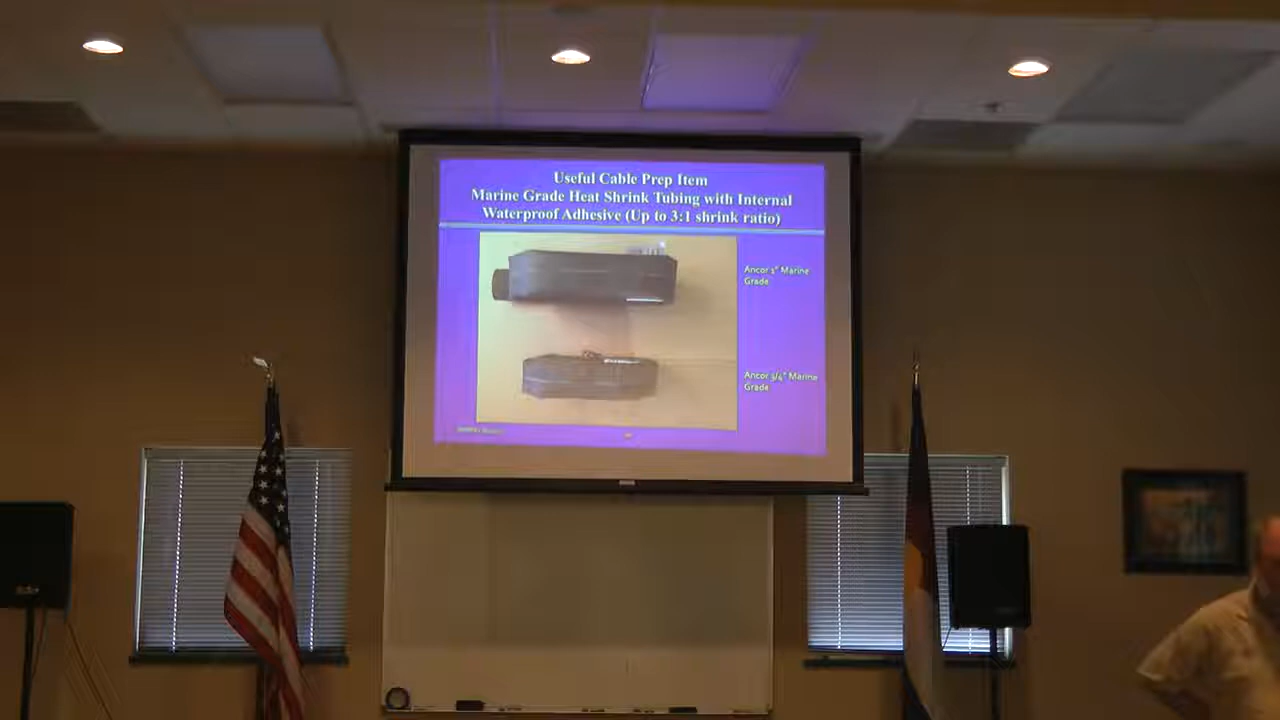 Useful Cable Prep Item
Marine Grade Heat Shrink Tubing with Internal
Waterproof Adhesive (Up to 3:1 shrink ratio)
Ancor 1" Marine
Grade
Ancor 3/4" Marine
Grade